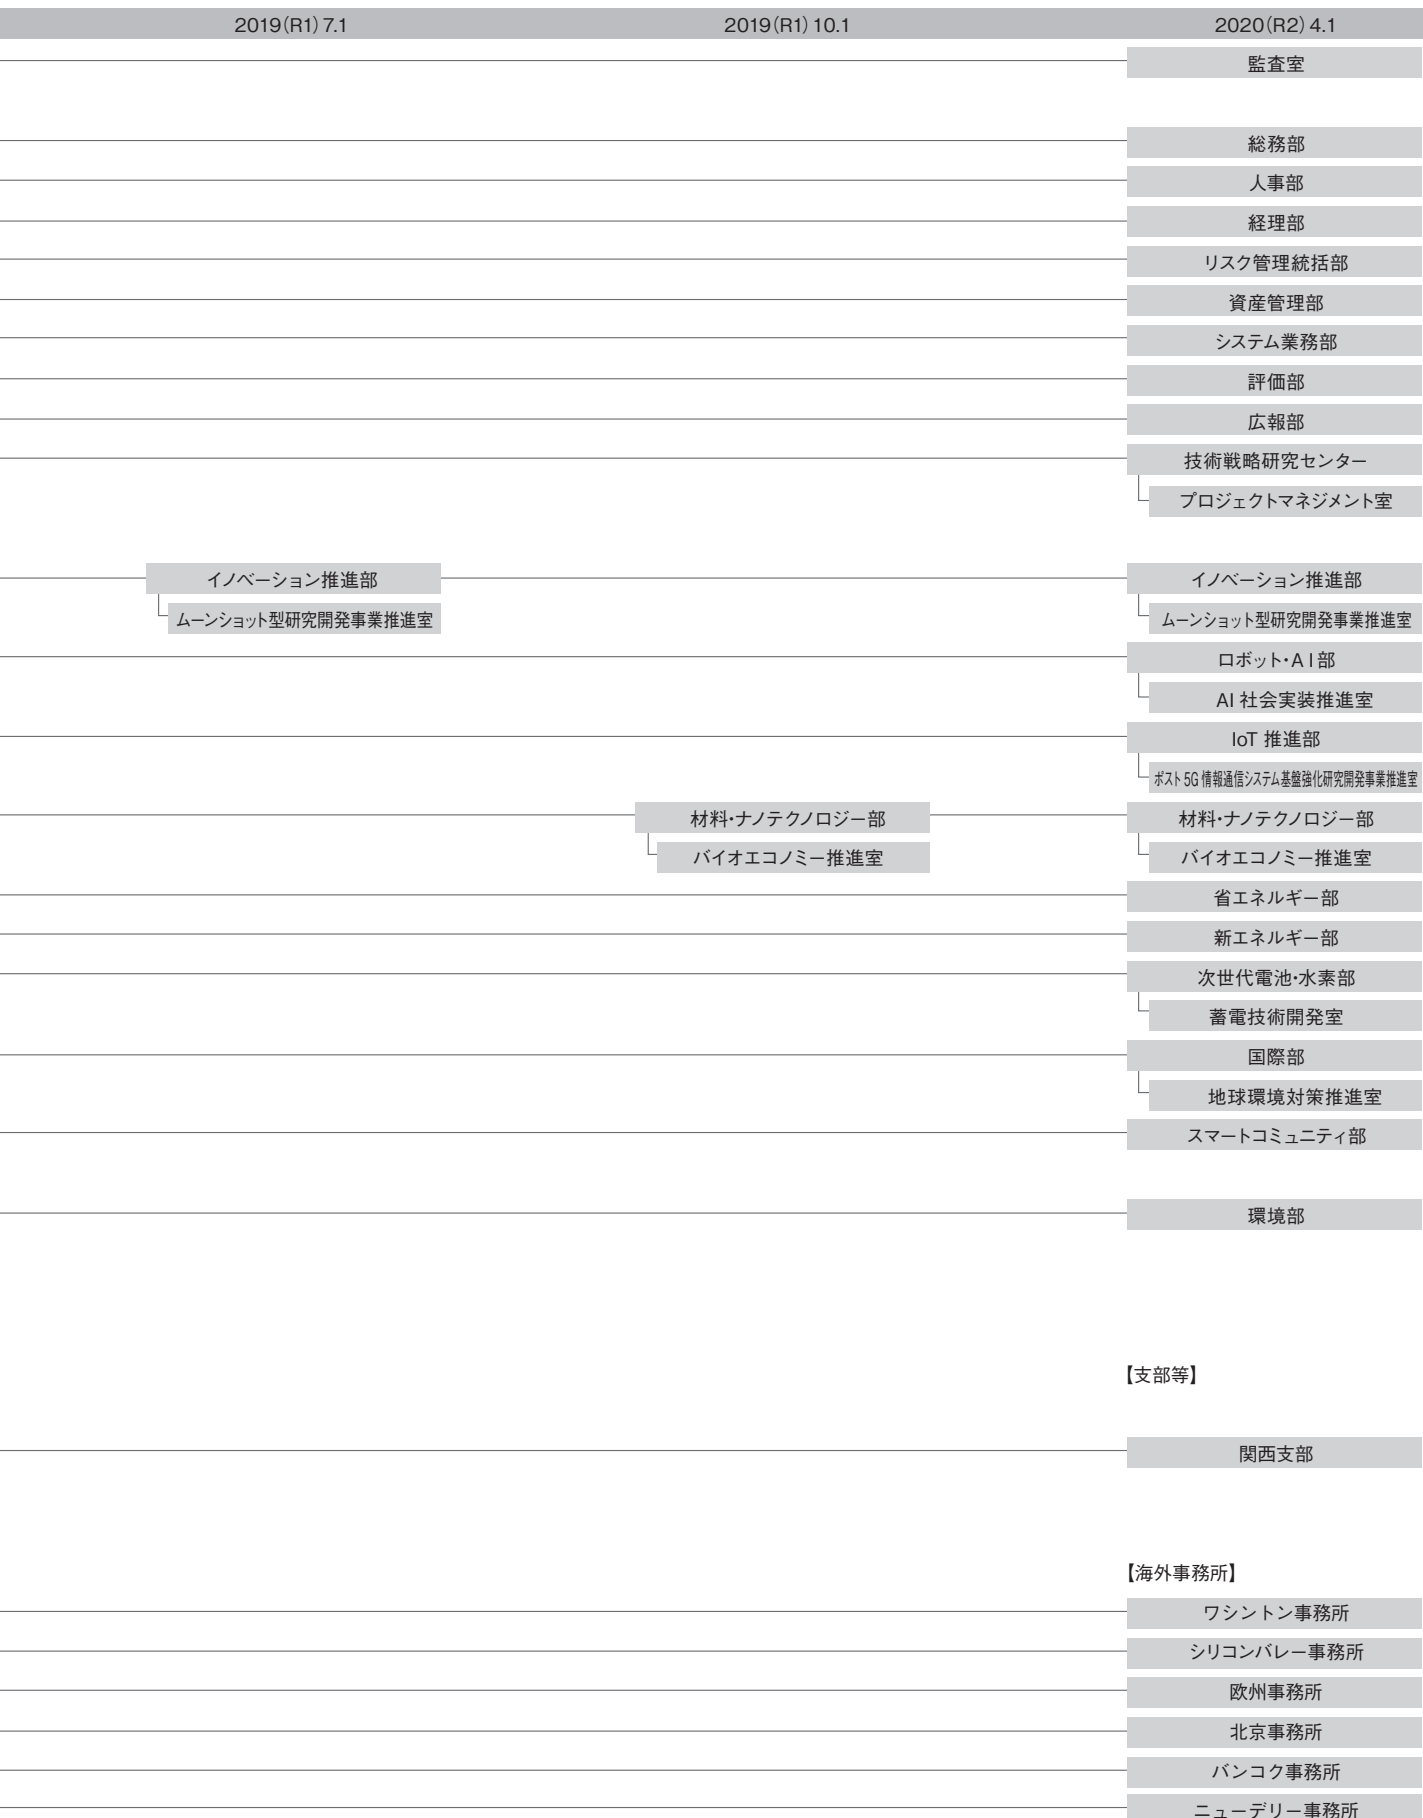 2019(R1)7.1
2019(R1)10.1
2020(R2)4.1
監査室
総務部
人事部
経理部
リスク管理統括部
資産管理部
システム業務部
評価部
広報部
技術戦略研究センター
プロジェクトマネジメント室
イノベーション推進部
イノベーション推進部
ムーンショット型研究開発事業推進室
ムーンショット型研究開発事業推進室
ロボット・AI部
AI 社会実装推進室
IoT 推進部
ポスト5G情報通信システム基盤強化研究開発事業推進室
材料・ナノテクノロジー部
材料・ナノテクノロジー部
バイオエコノミー推進室
バイオエコノミー推進室
省エネルギー部
新エネルギー部
次世代電池・水素部
蓄電技術開発室
国際部
地球環境対策推進室
スマートコミュニティ部
環境部
【支部等】
関西支部
【海外事務所】
ワシントン事務所
シリコンバレー事務所
欧州事務所
北京事務所
バンコク事務所
ニューデリー事務所